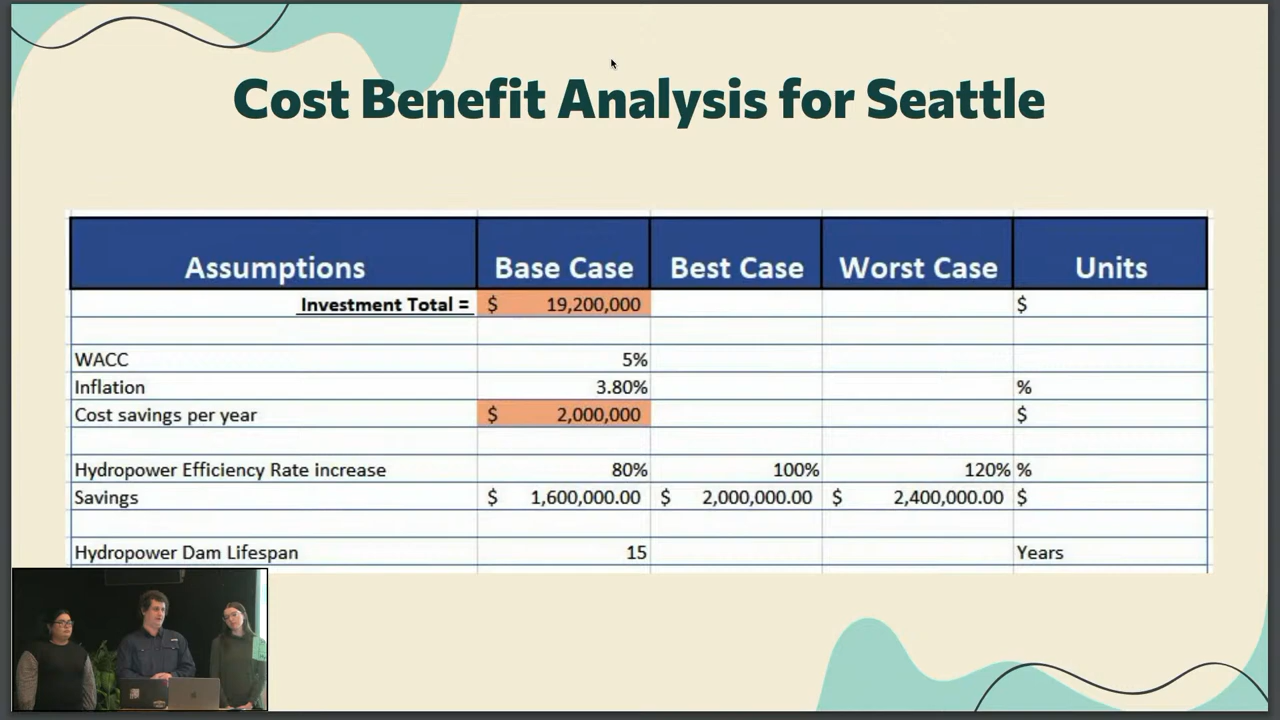 Cost Benefit Analysis for Seattle
Assumptions Base Case Best Case Worst Case Units
Investment Total = $ 19,200,000 $
WACC 5%
Inflation 3.80% %
Cost savings per year $ 2,000,000 $
Hydropower Efficiency Rate increase 80% 100% 120% %
Savings $ 1,600,000.00 $ 2,000,000.00 $ 2,400,000.00 $
Hydropower Dam Lifespan 15 Years